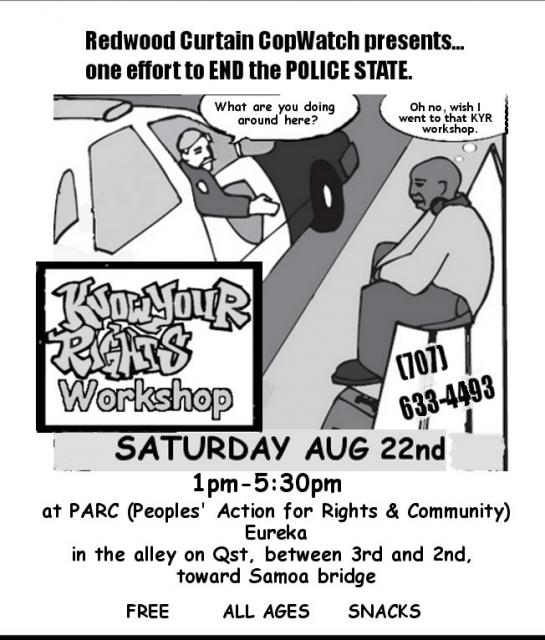 Redwood Curtain CopWatch presents...
one effort to END the POLICE STATE.
What are you doing
around here?
Oh no, wish I
went to that KYR
workshop.
KNOW YOUR
RIGHTS
Workshop
(707)
633-4493
SATURDAY AUG 22nd
1pm-5:30pm
at PARC (Peoples' Action for Rights & Community)
Eureka
in the alley on Qst, between 3rd and 2nd,
toward Samoa bridge
FREE ALL AGES SNACKS